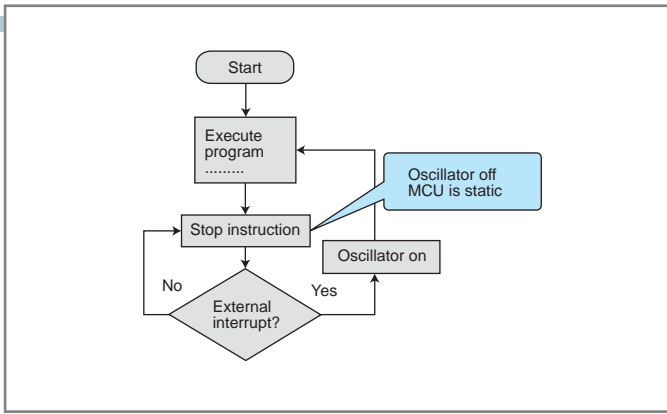 Start
Execute
program
.........
Oscillator off
MCU is static
Stop instruction
Oscillator on
No
Yes
External
interrupt?